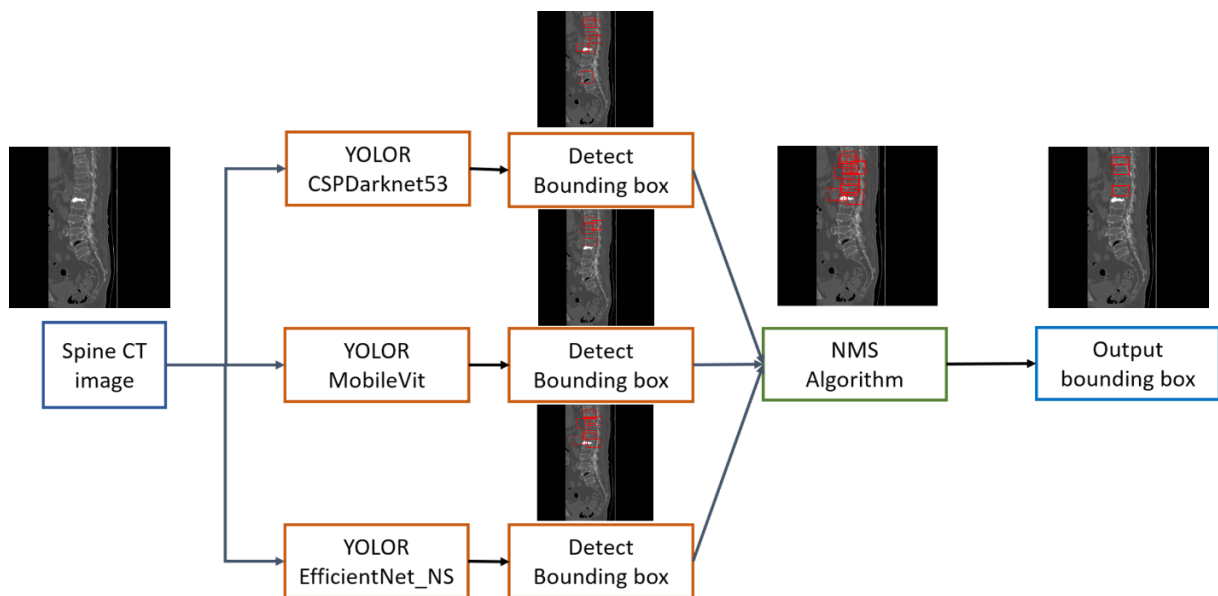 YOLOR
CSPDarknet53
Detect
Bounding box
Spine CT
image
YOLOR
MobileVit
Detect
Bounding box
NMS
Algorithm
Output
bounding box
YOLOR
EfficientNet_NS
Detect
Bounding box